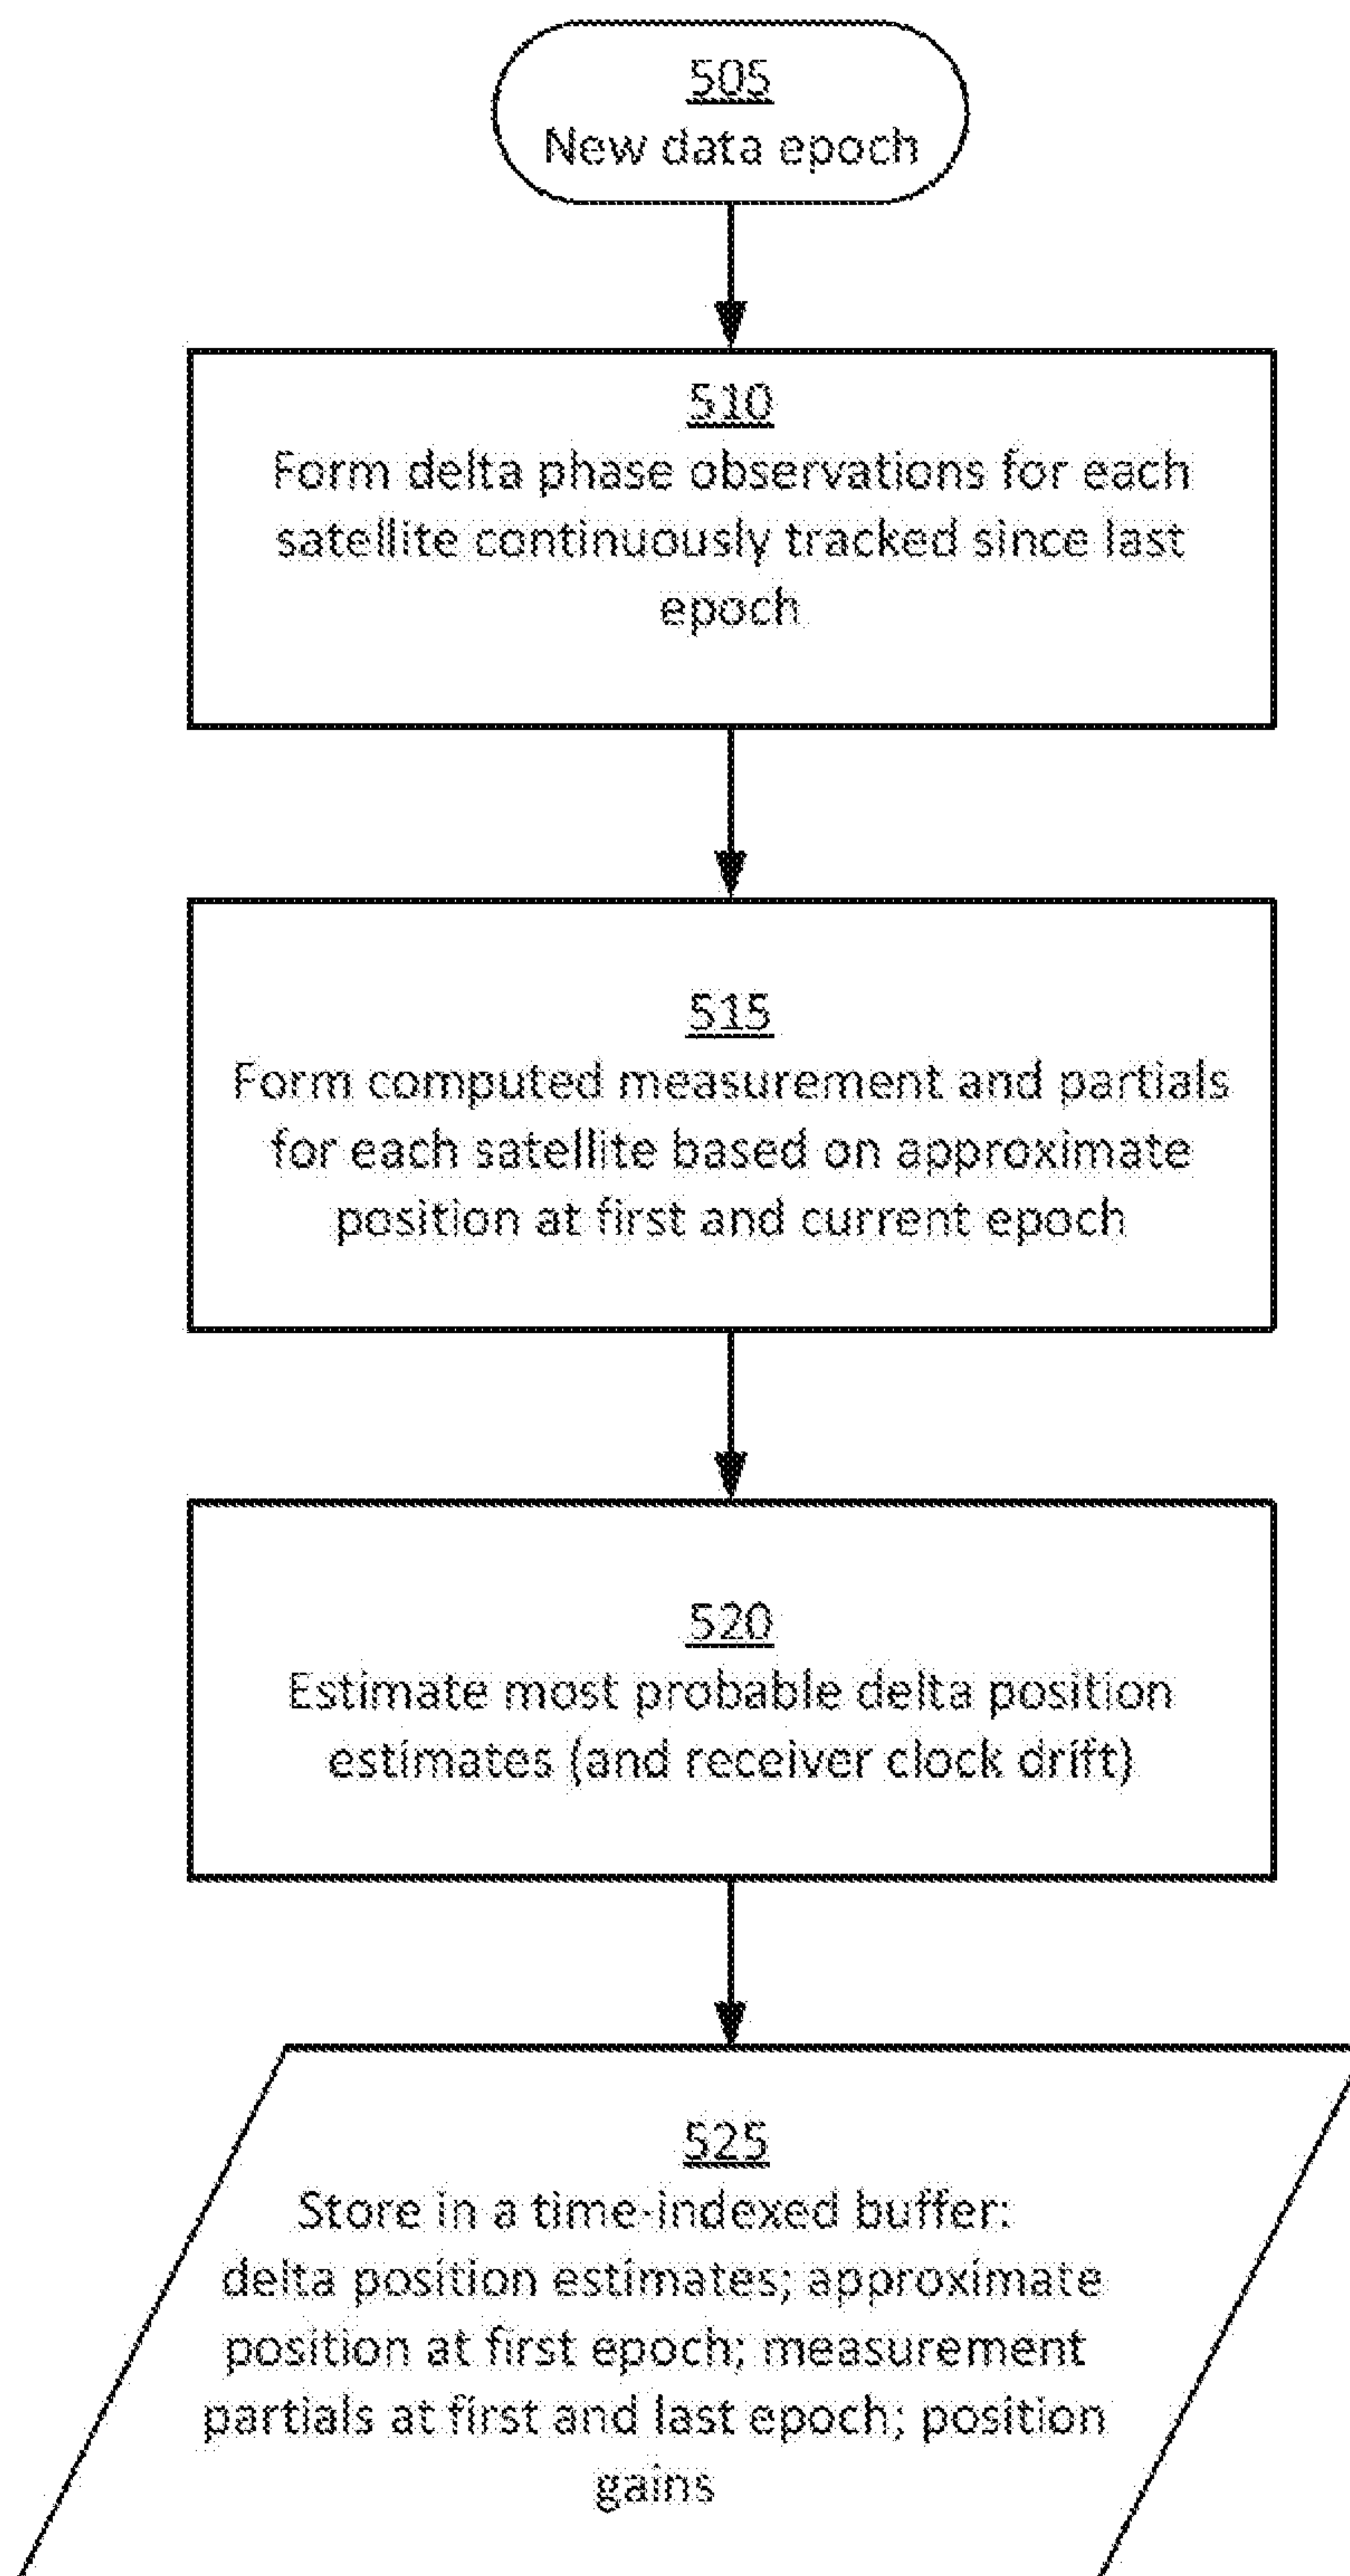 505
New data epoch
510
Form delta phase observations for each
satellite continuously tracked since last
epoch
515
Form computed measurement and partials
for each satellite based on approximate
position at first and current epoch
520
Estimate most probable delta position
estimates (and receiver clock drift)
525
Store in a time-indexed buffer:
delta position estimates; approximate
position at first epoch; measurement
partials at first and last epoch; position
gains